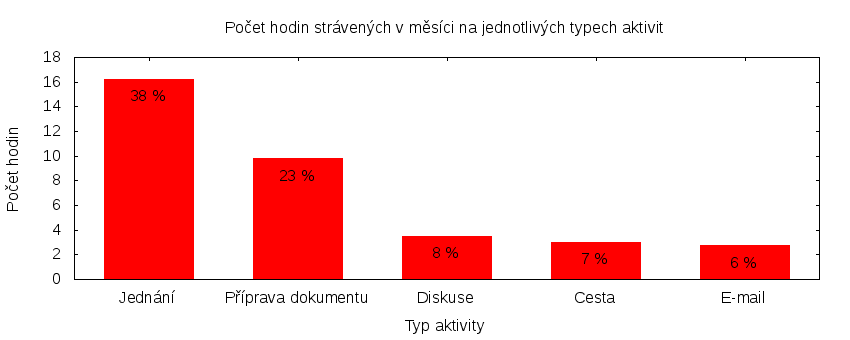 Počet hodin strávených v měsíci na jednotlivých typech aktivit
Počet hodin
18
16
14
12
10
8
6
4
2
0
38 %
23 %
8 %
7 %
6 %
Jednání
Příprava dokumentu
Diskuse
Cesta
E-mail
Typ aktivity